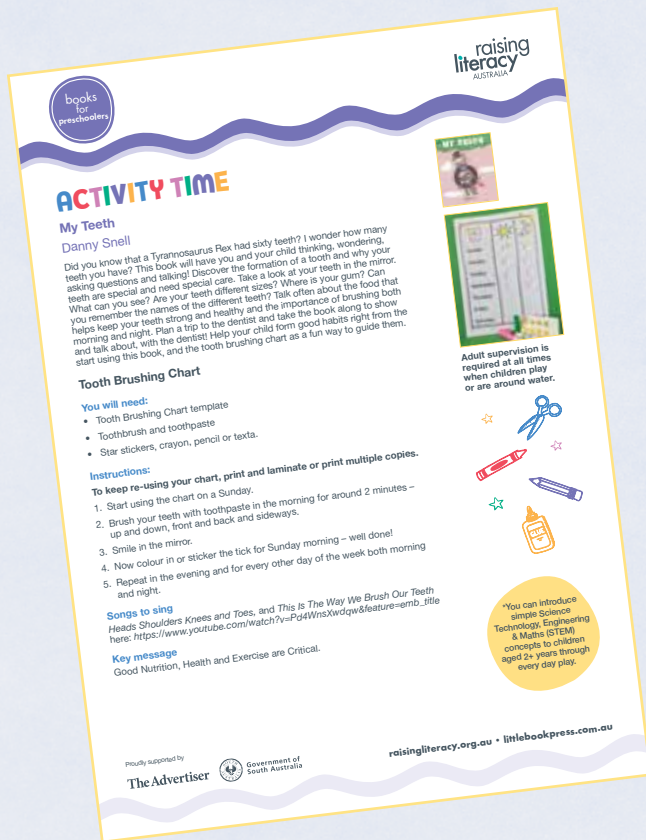 raising
literacy
AUSTRALIA
books
for
preschoolers
ACTIVITY TIME
My Teeth
Danny Snell
Did you know that a Tyrannosaurus Rex had sixty teeth? I wonder how many
teeth you have? This book will have you and your child thinking, wondering,
asking questions and talking! Discover the formation of a tooth and why your
teeth are special and need special care. Take a look at your teeth in the mirror.
What can you see? Are your teeth different sizes? Where is your gum? Can
you remember the names of the different teeth? Talk often about the food that
helps keep your teeth strong and healthy and the importance of brushing both
morning and night. Plan a trip to the dentist and take the book along to show
and talk about, with the dentist! Help your child form good habits right from the
start using this book, and the tooth brushing chart as a fun way to guide them.
MY TEETH
Adult supervision is
required at all times
when children play
or are around water.
Tooth Brushing Chart
You will need:
• Tooth Brushing Chart template
• Toothbrush and toothpaste
• Star stickers, crayon, pencil or texta.
Instructions:
To keep re-using your chart, print and laminate or print multiple copies.
1. Start using the chart on a Sunday.
2. Brush your teeth with toothpaste in the morning for around 2 minutes –
up and down, front and back and sideways.
3. Smile in the mirror.
4. Now colour in or sticker the tick for Sunday morning – well done!
5. Repeat in the evening and for every other day of the week both morning
and night.
Songs to sing
Heads Shoulders Knees and Toes, and This Is The Way We Brush Our Teeth
here: https://www.youtube.com/watch?v=Pd4WnsXwdqw&feature=emb_title
Key message
Good Nutrition, Health and Exercise are Critical.
*You can introduce
simple Science
Technology, Engineering
& Maths (STEM)
concepts to children
aged 2+ years through
every day play.
Proudly supported by
The Advertiser
Government of
South Australia
raisingliteracy.org.au • littlebookpress.com.au